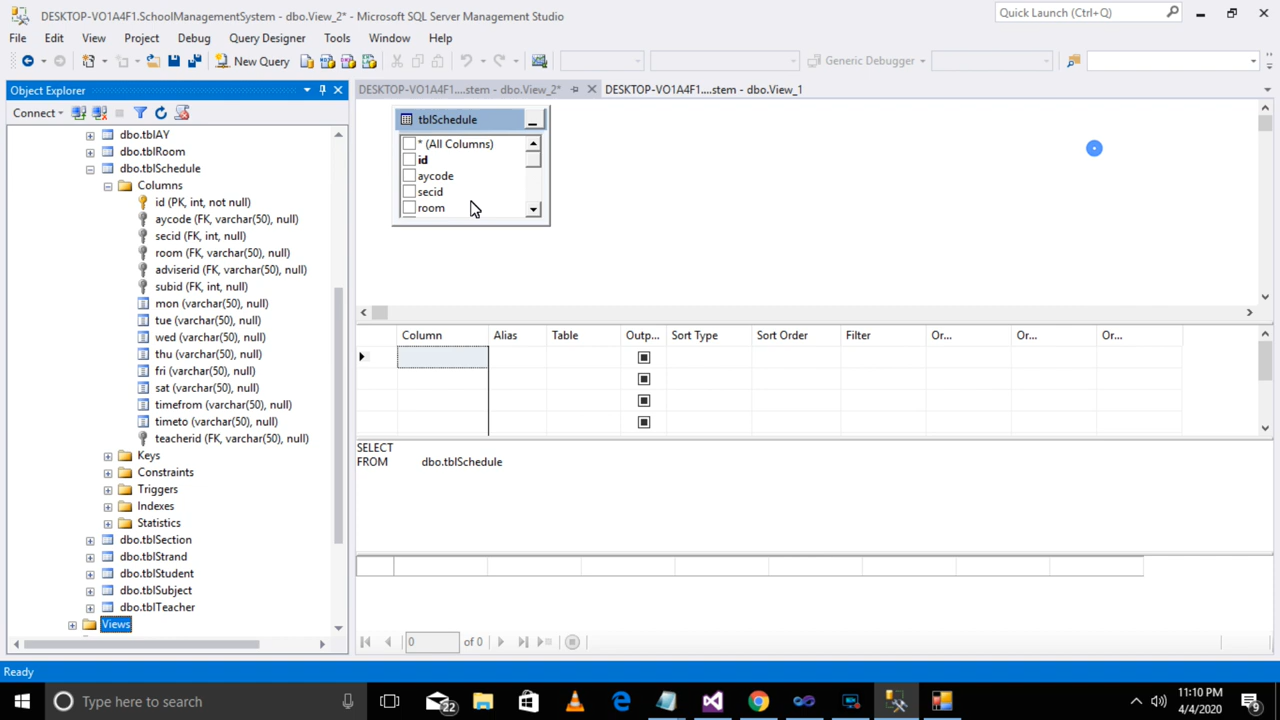 DESKTOP-VO1A4F1.SchoolManagementSystem - dbo.View_2* - Microsoft SQL Server Management Studio
Quick Launch (Ctrl+Q)
File Edit View Project Debug Query Designer Tools Window Help
New Query
Generic Debugger
Object Explorer
DESKTOP-VO1A4F1....stem - dbo.View_2*
DESKTOP-VO1A4F1....stem - dbo.View_1
Connect
dbo.tblAY
dbo.tblRoom
dbo.tblSchedule
Columns
id (PK, int, not null)
aycode (FK, varchar(50), null)
secid (FK, int, null)
room (FK, varchar(50), null)
adviserid (FK, varchar(50), null)
subid (FK, int, null)
mon (varchar(50), null)
tue (varchar(50), null)
wed (varchar(50), null)
thu (varchar(50), null)
fri (varchar(50), null)
sat (varchar(50), null)
timefrom (varchar(50), null)
timeto (varchar(50), null)
teacherid (FK, varchar(50), null)
Keys
Constraints
Triggers
Indexes
Statistics
dbo.tblSection
dbo.tblStrand
dbo.tblStudent
dbo.tblSubject
dbo.tblTeacher
Views
tblSchedule
* (All Columns)
id
aycode
secid
room
Column Alias Table Outp... Sort Type Sort Order Filter Or... Or... Or...
SELECT
FROM dbo.tblSchedule
0 of 0
Ready
Type here to search
22
11:10 PM
4/4/2020
9